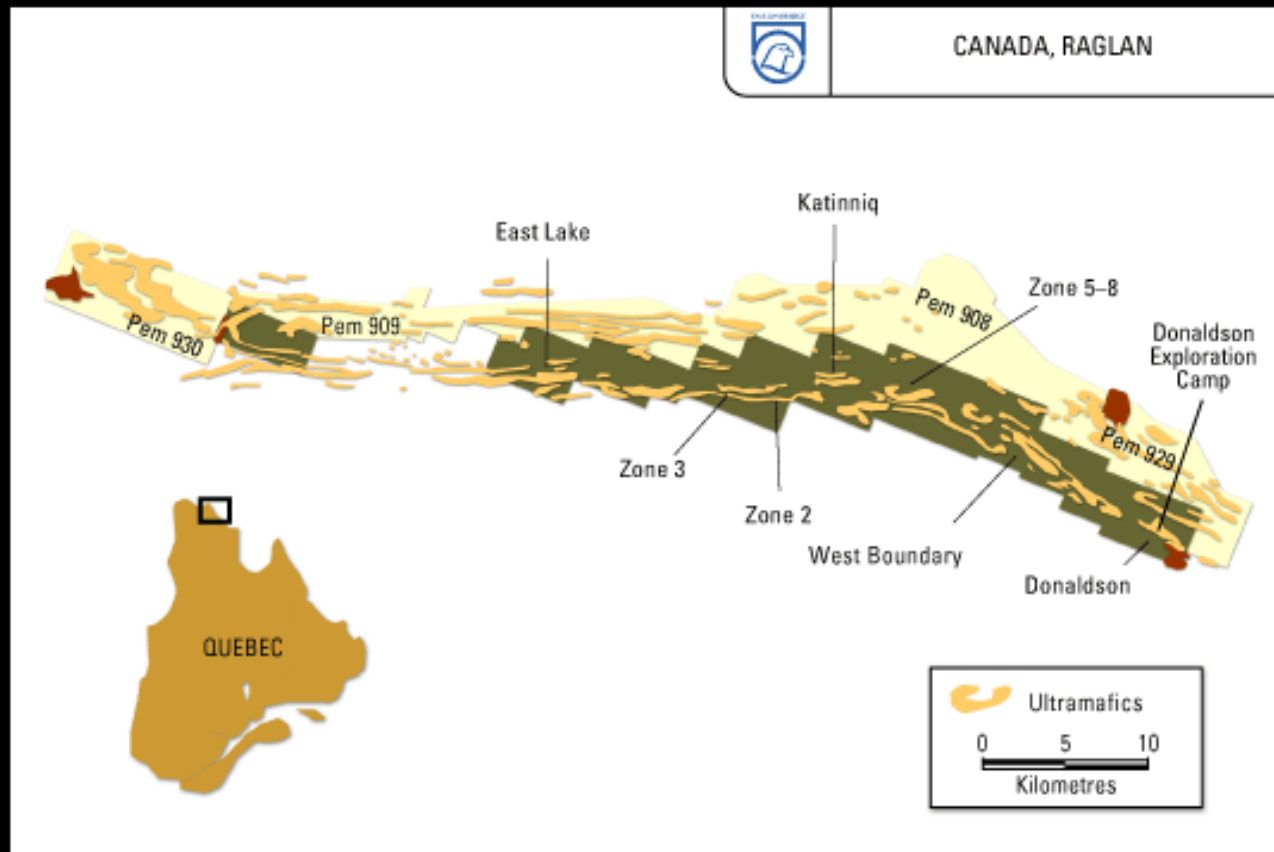 CANADA, RAGLAN
Katinniq
East Lake
Zone 5–8
Pem 908
Donaldson
Exploration
Camp
Pem 930
Pem 909
Pem 929
Zone 3
Zone 2
West Boundary
Donaldson
QUEBEC
Ultramafics
0 5 10
Kilometres